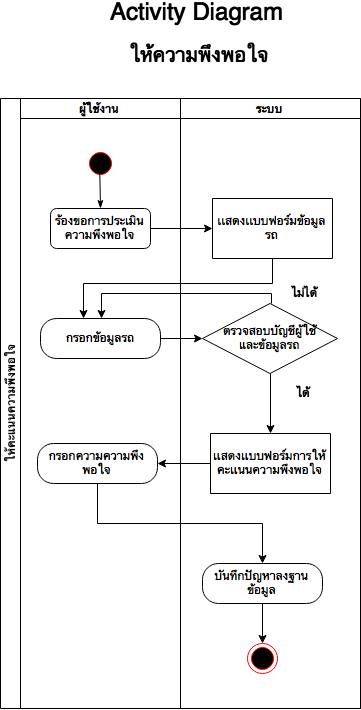 Activity Diagram
ให้ความพึงพอใจ
ผู้ใช้งาน
ระบบ
ให้คะแนนความพึงพอใจ
ร้องขอการประเมิน
ความพึงพอใจ
แสดงแบบฟอร์มข้อมูล
รถ
ไม่ได้
กรอกข้อมูลรถ
ตรวจสอบบัญชีผู้ใช้
และข้อมูลรถ
ได้
กรอกความความพึง
พอใจ
แสดงแบบฟอร์มการให้
คะแนนความพึงพอใจ
บันทึกปัญหาลงฐาน
ข้อมูล